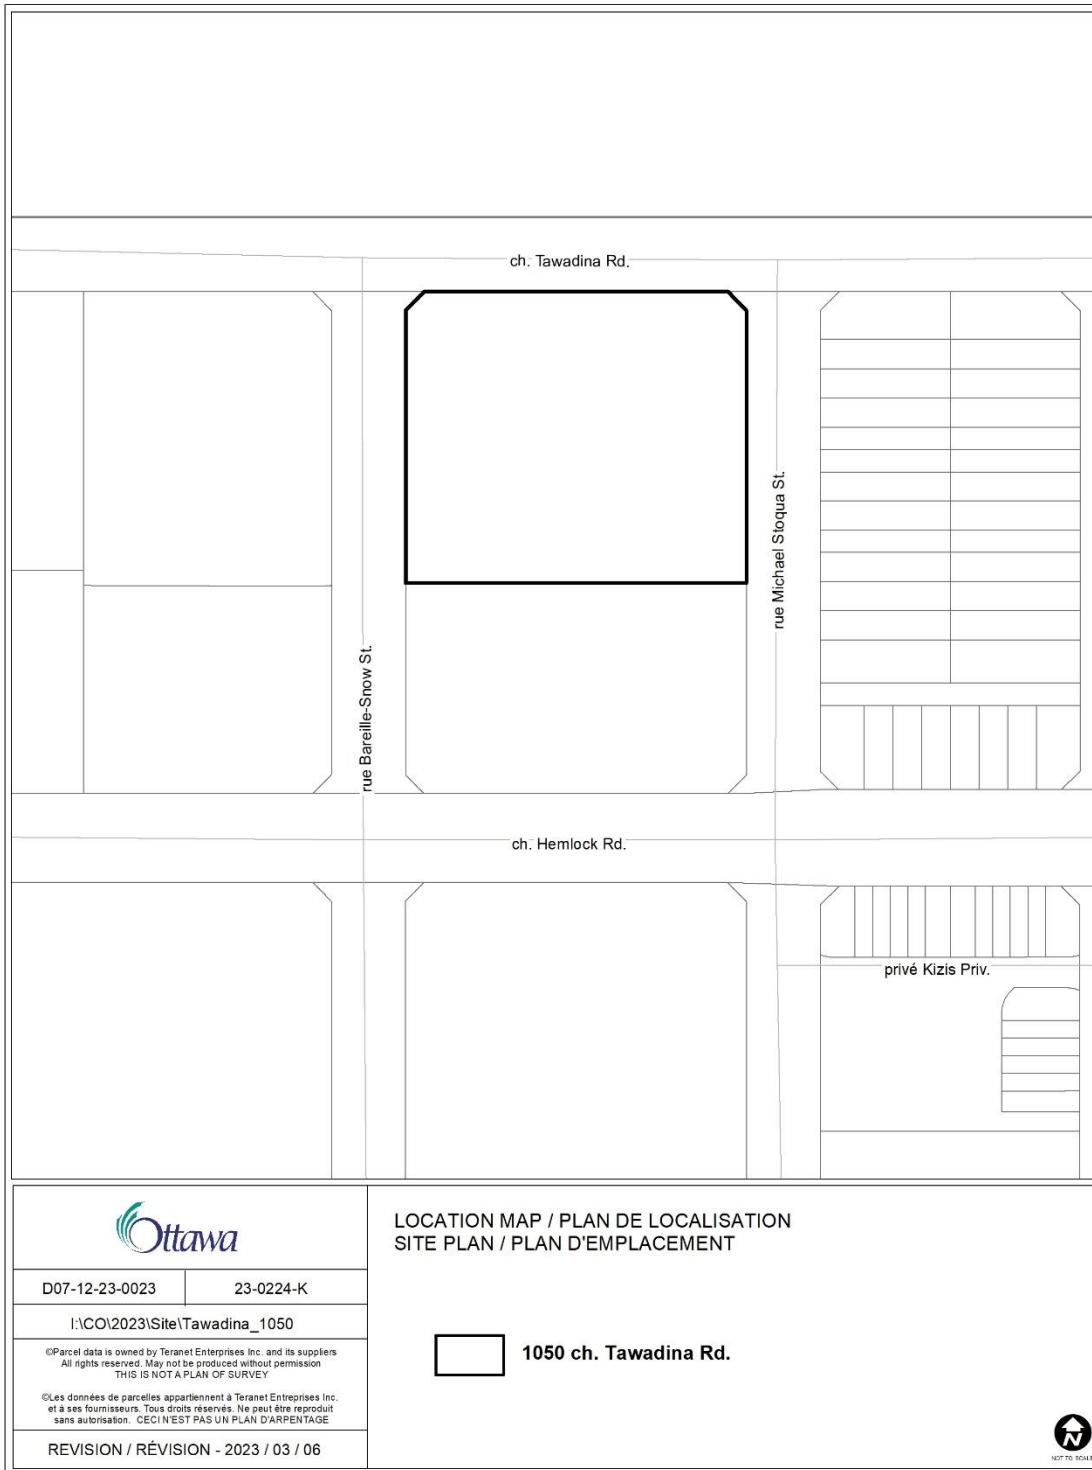 ch. Tawadina Rd.
rue Michael Stoqua St.
rue Bareille-Snow St.
ch. Hemlock Rd.
privé Kizis Priv.
Ottawa
D07-12-23-0023
23-0224-K
I:\CO\2023\Site\Tawadina_1050
©Parcel data is owned by Teranet Enterprises Inc. and its suppliers
All rights reserved. May not be produced without permission
THIS IS NOT A PLAN OF SURVEY
©Les données de parcelles appartiennent à Teranet Entreprises Inc.
et à ses fournisseurs. Tous droits réservés. Ne peut être reproduit
sans autorisation. CECI N'EST PAS UN PLAN D'ARPENTAGE
REVISION / RÉVISION - 2023 / 03 / 06
LOCATION MAP / PLAN DE LOCALISATION
SITE PLAN / PLAN D'EMPLACEMENT
1050 ch. Tawadina Rd.
N
NOT TO SCALE